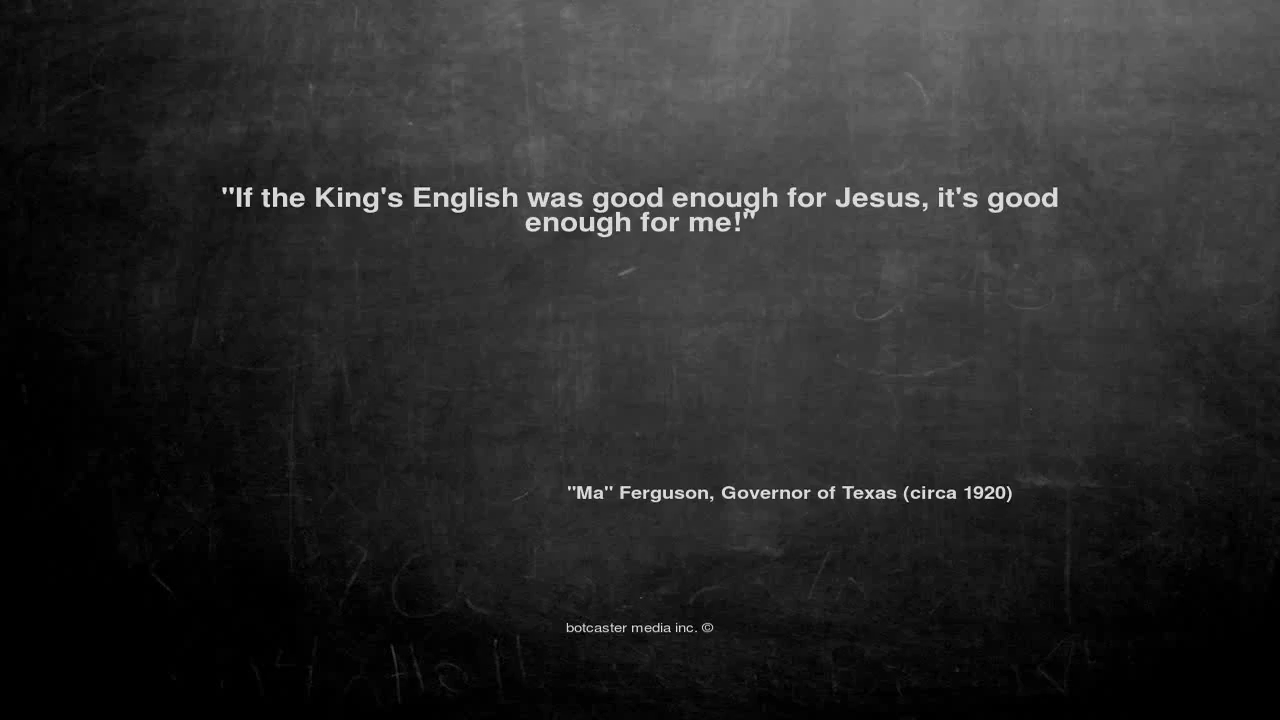 "If the King's English was good enough for Jesus, it's good
enough for me!"
"Ma" Ferguson, Governor of Texas (circa 1920)
botcaster media inc. ©